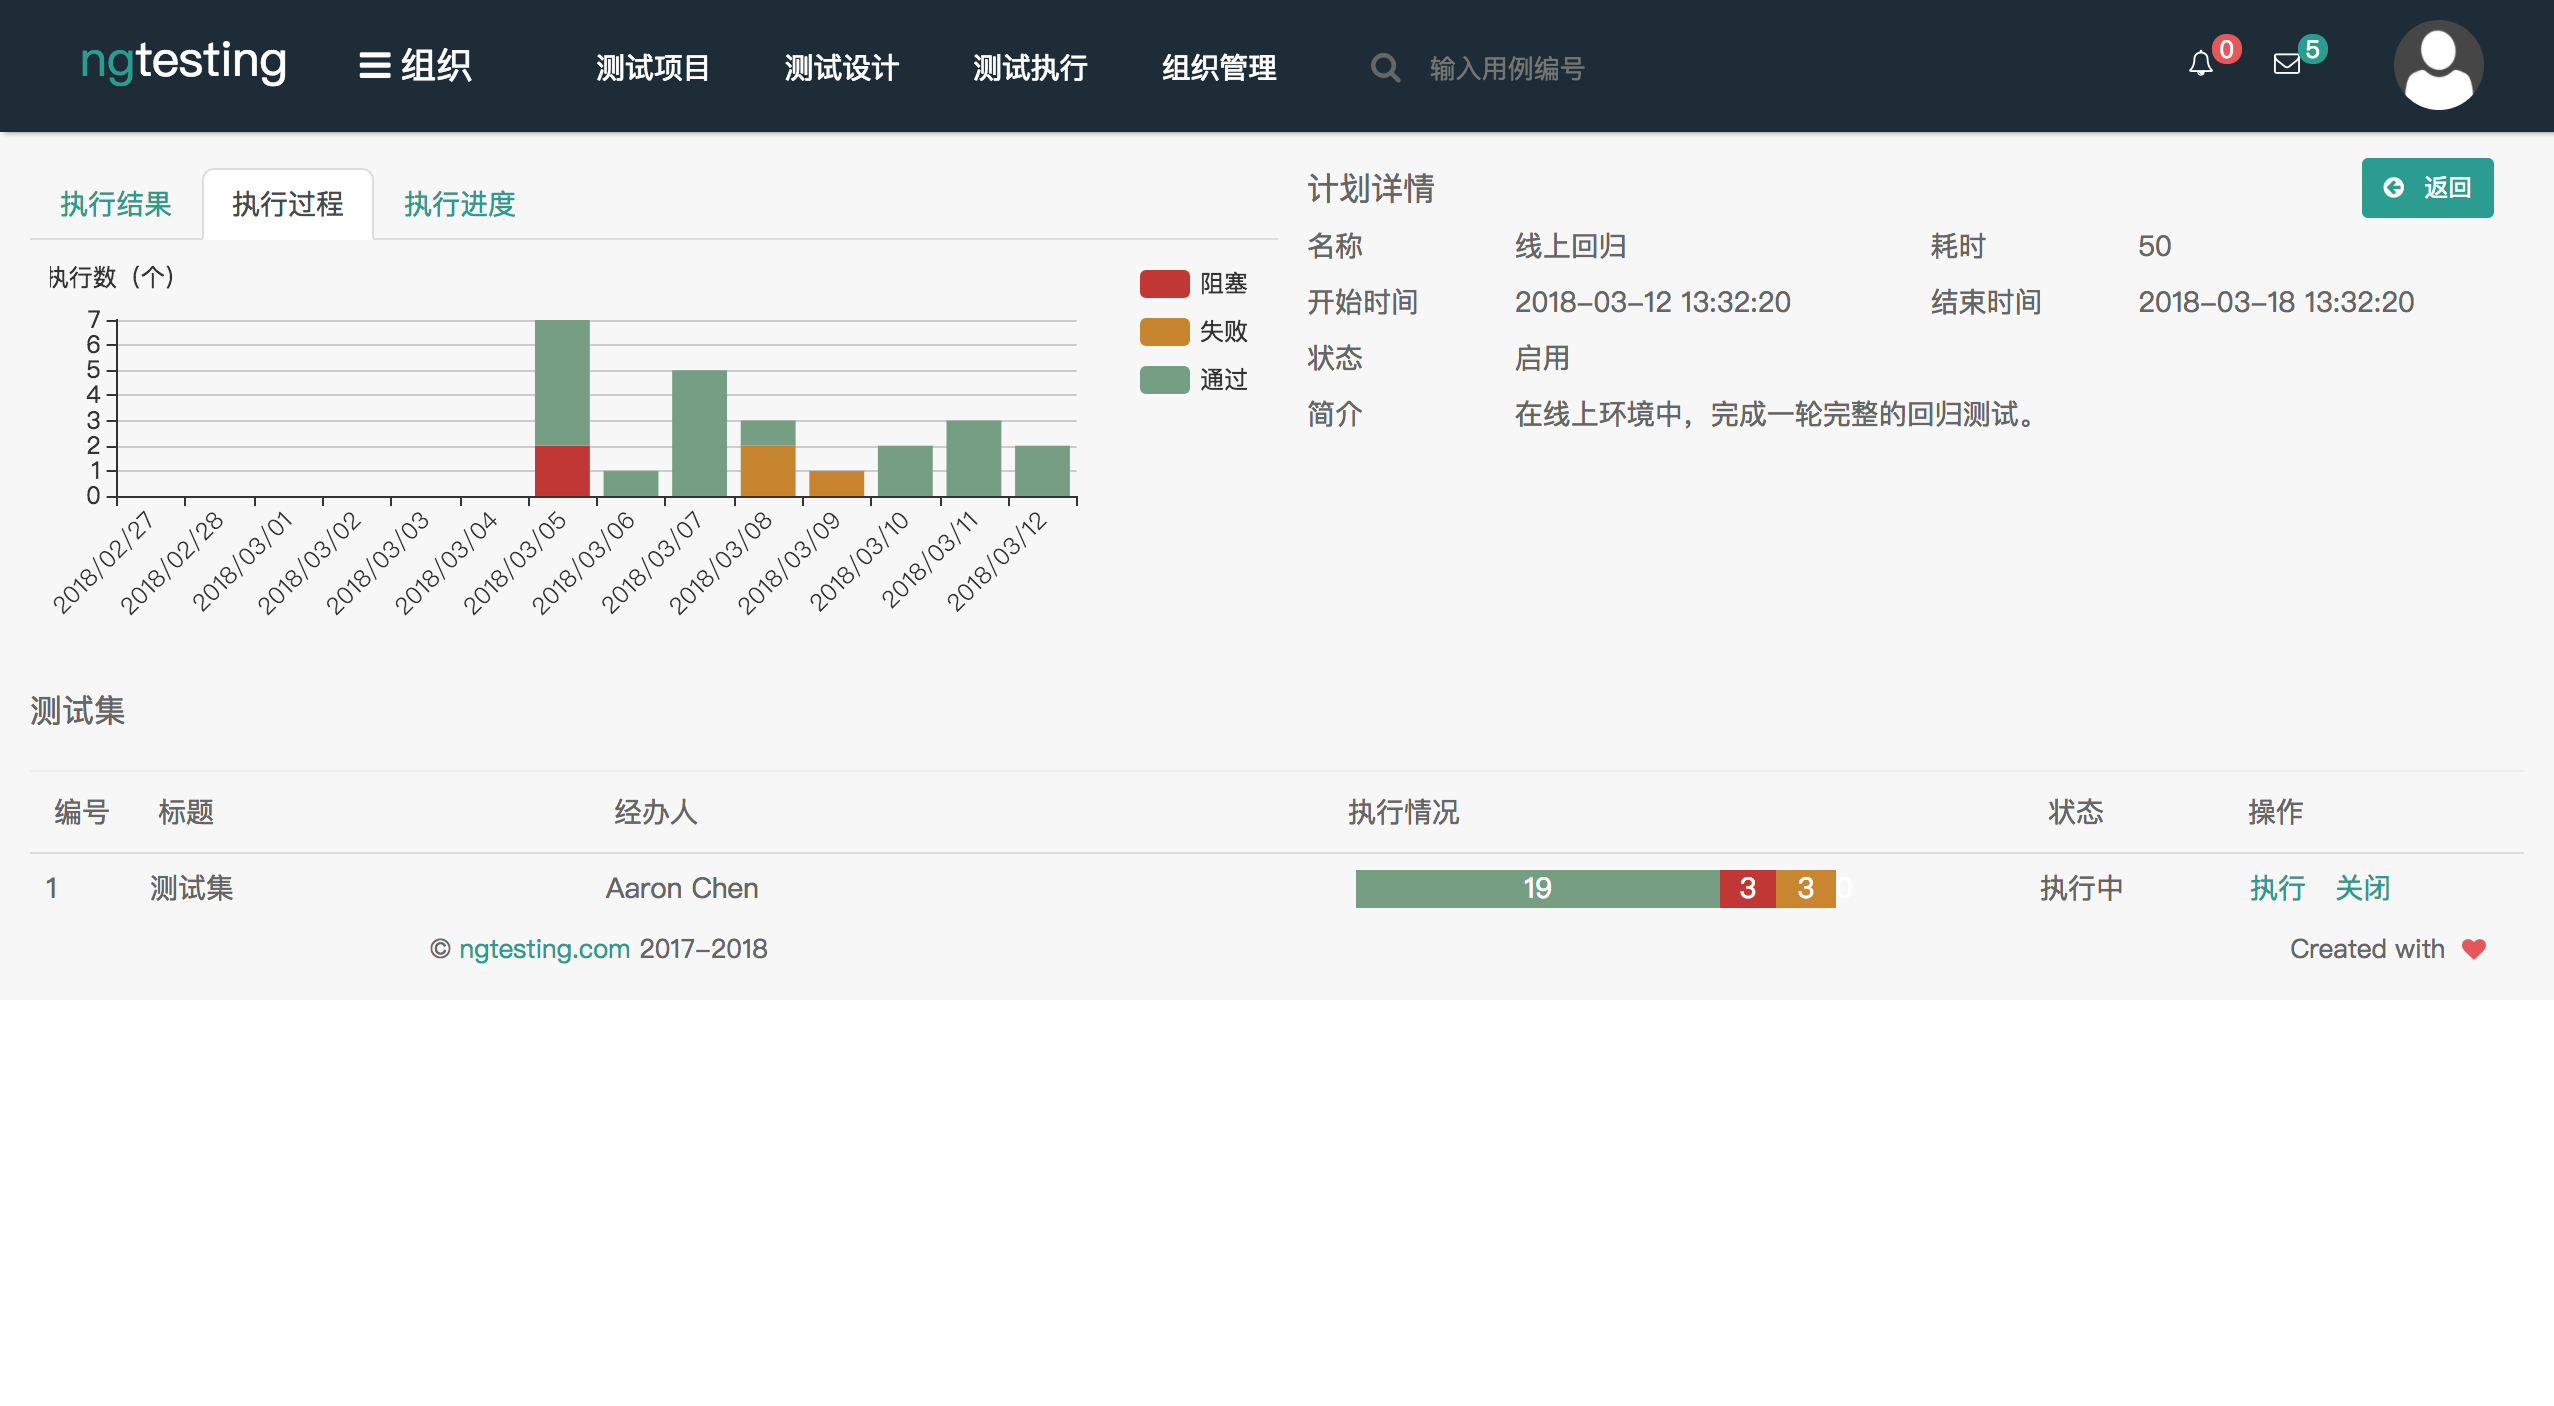 ngtesting
组织
测试项目
测试设计
测试执行
组织管理
输入用例编号
0
5
执行结果
执行过程
执行进度
执行数（个）
阻塞
失败
通过
7
6
5
4
3
2
1
0
2018/02/27
2018/02/28
2018/03/01
2018/03/02
2018/03/03
2018/03/04
2018/03/05
2018/03/06
2018/03/07
2018/03/08
2018/03/09
2018/03/10
2018/03/11
2018/03/12
计划详情
返回
名称 线上回归 耗时 50
开始时间 2018-03-12 13:32:20 结束时间 2018-03-18 13:32:20
状态 启用
简介 在线上环境中，完成一轮完整的回归测试。
测试集
编号 标题 经办人 执行情况 状态 操作
1 测试集 Aaron Chen 19 3 3 0 执行中 执行 关闭
© ngtesting.com 2017-2018
Created with